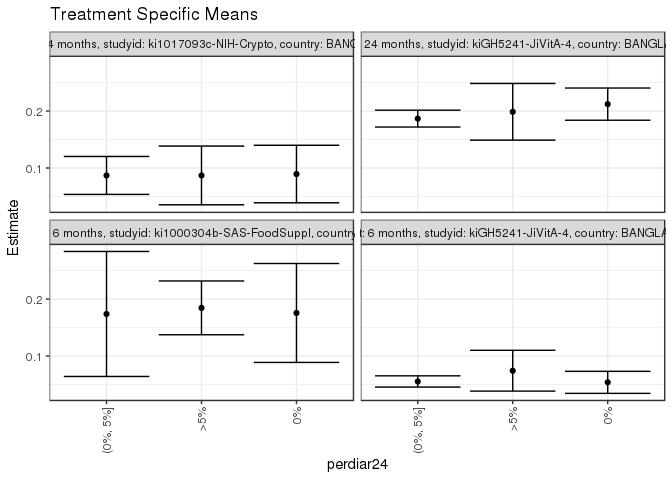 Treatment Specific Means
4 months, studyid: ki1017093c-NIH-Crypto, country: BANG
24 months, studyid: kiGH5241-JiVitA-4, country: BANGLA
0.2
0.1
6 months, studyid: ki1000304b-SAS-FoodSuppl, country
t: 6 months, studyid: kiGH5241-JiVitA-4, country: BANGLA
0.2
0.1
Estimate
(0%, 5%]
>5%
0%
(0%, 5%]
>5%
0%
perdiar24